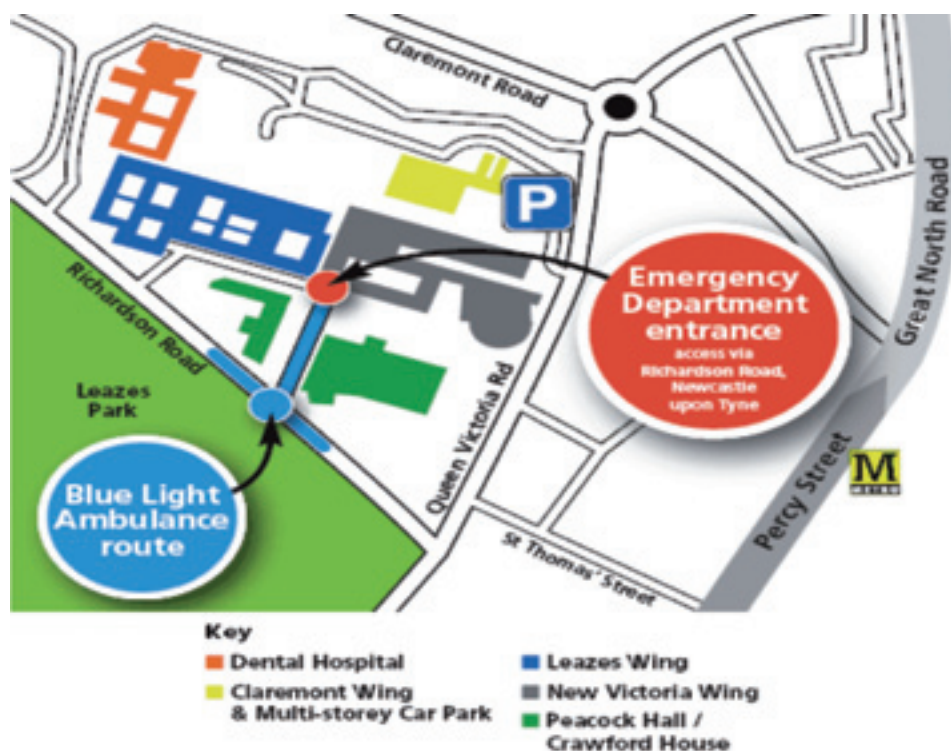 Claremont Road
Great North Road
P
Emergency
Department
entrance
access via
Richardson Road,
Newcastle
upon Tyne
Richardson Road
Leazes
Park
Queen Victoria Rd
Blue Light
Ambulance
route
Percy Street
M
METRO
St Thomas' Street
Key
Dental Hospital
Claremont Wing
& Multi-storey Car Park
Leazes Wing
New Victoria Wing
Peacock Hall /
Crawford House